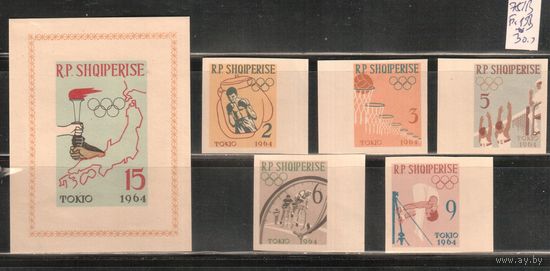 15
TOKIO 1964
R.P. SHQIPERISE
2
TOKIO 1964
R.P. SHQIPERISE
3
TOKIO 1964
R.P. SHQIPERISE
5
TOKIO 1964
R.P. SHQIPERISE
6
TOKIO 1964
R.P. SHQIPERISE
9
TOKIO
1964
R.P. SHQIPERISE
www.ay.by